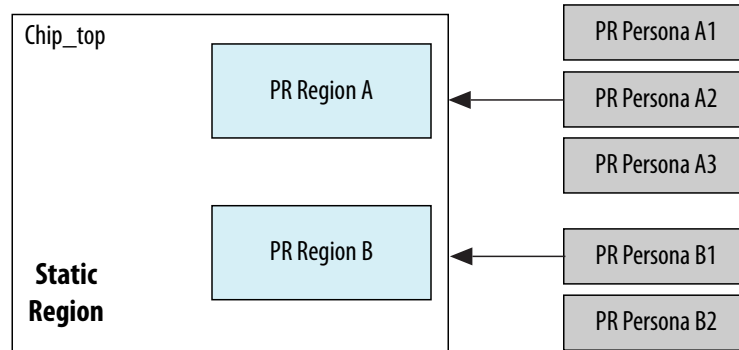 Chip_top
PR Region A
PR Region B
Static
Region
PR Persona A1
PR Persona A2
PR Persona A3
PR Persona B1
PR Persona B2